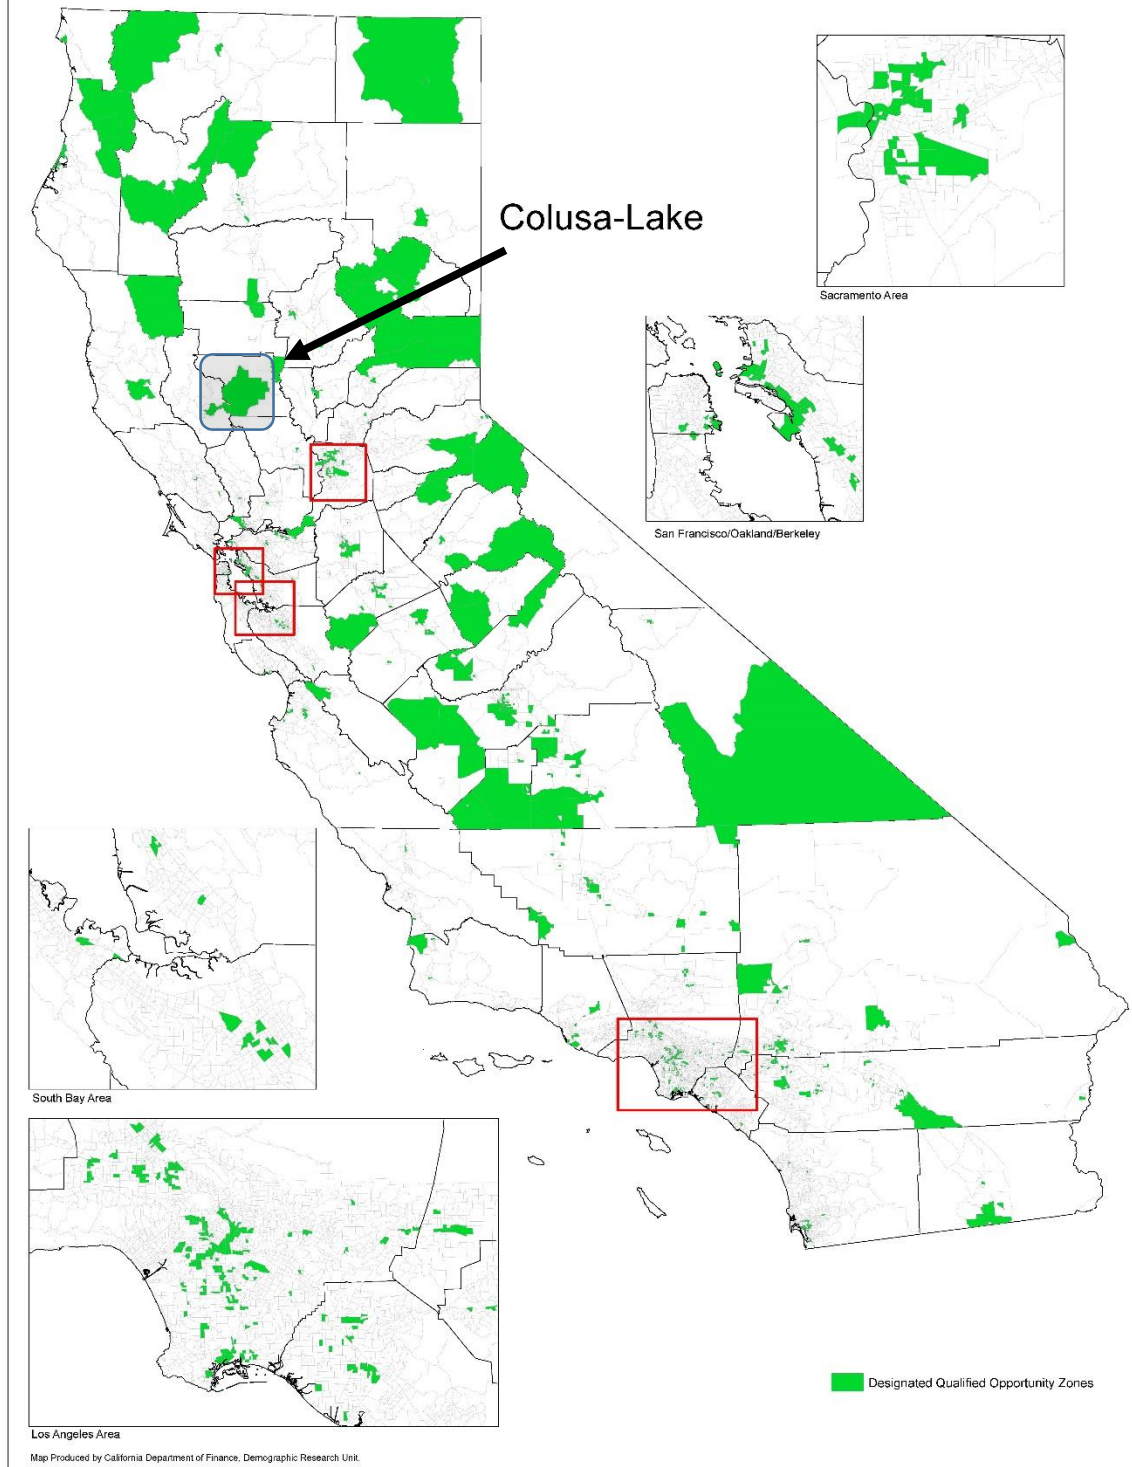 Colusa-Lake
Sacramento Area
San Francisco/Oakland/Berkeley
South Bay Area
Los Angeles Area
Designated Qualified Opportunity Zones
Map Produced by California Department of Finance, Demographic Research Unit.